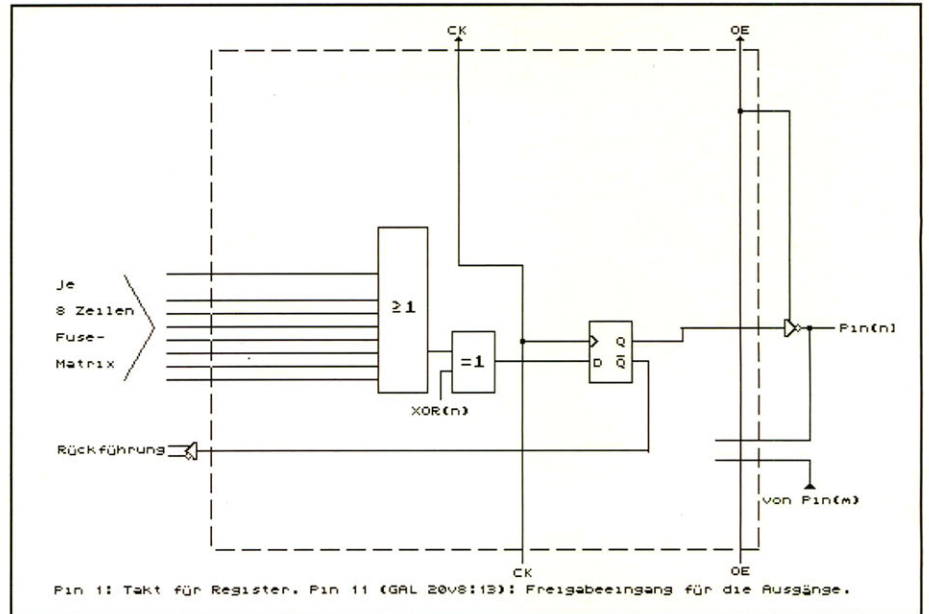 CK
OE
Je
8 Zeilen
Fuse-
Matrix
≥1
=1
XOR(n)
Q
D Q̅
Pin(n)
Rückführung
von Pin(m)
CK
OE
Pin 1: Takt für Register. Pin 11 (GAL 20v8:13): Freigabeeingang für die Ausgänge.